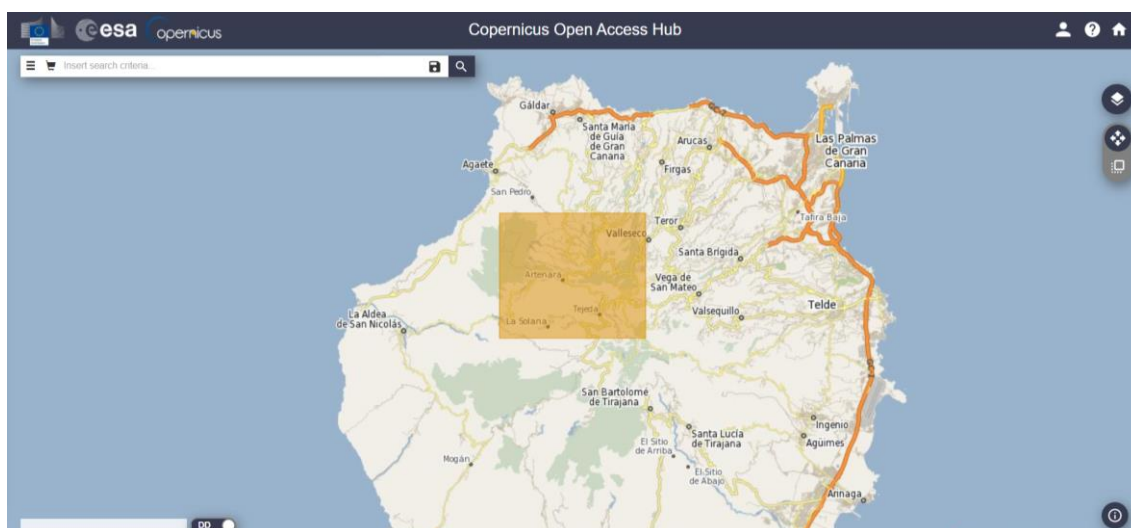 esa
opernicus
Copernicus Open Access Hub
Insert search criteria...
Gáldar
Santa María
de Guía
de Gran
Canaria
Arucas
Las Palmas
de Gran
Canaria
Agaete
Firgas
San Pedro
Teror
Tafira Baja
Valleseco
Santa Brígida
Artenara
Vega de
San Mateo
Telde
Tejeda
Valsequillo
La Aldea
de San Nicolás
La Solana
San Bartolomé
de Tirajana
Ingenio
Santa Lucía
de Tirajana
Agüimes
El Sitio
de Arriba
Mogán
El Sitio
de Abajo
Arinaga
DD